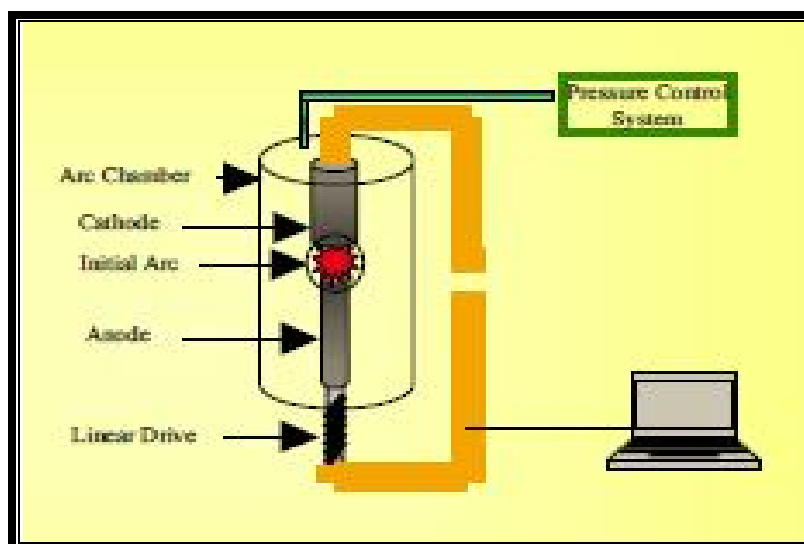 Pressure Control
System
Arc Chamber
Cathode
Initial Arc
Anode
Linear Drive